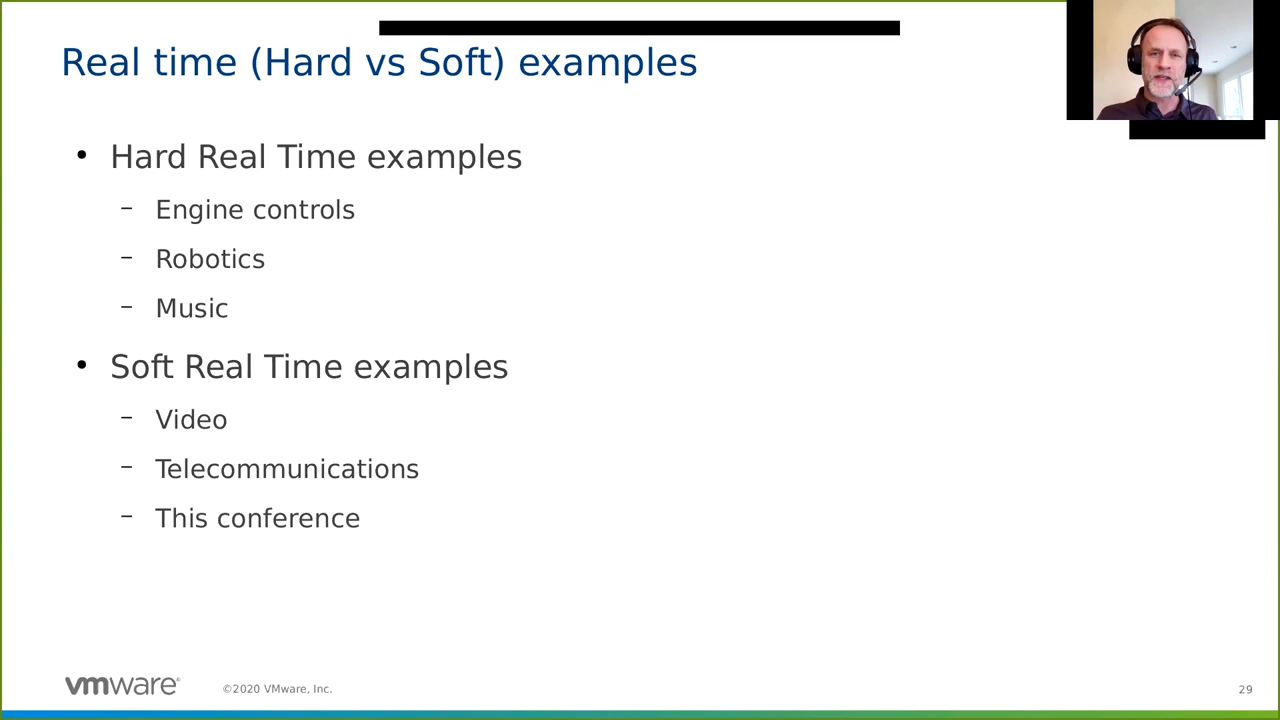 Real time (Hard vs Soft) examples
• Hard Real Time examples
– Engine controls
– Robotics
– Music
• Soft Real Time examples
– Video
– Telecommunications
– This conference
vmware®
©2020 VMware, Inc.
29